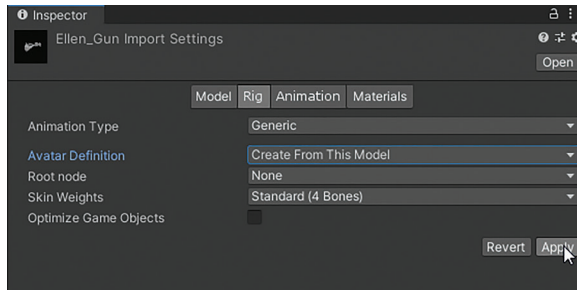 Inspector
Ellen_Gun Import Settings
Open
Model Rig Animation Materials
Animation Type Generic
Avatar Definition Create From This Model
Root node None
Skin Weights Standard (4 Bones)
Optimize Game Objects
Revert Apply